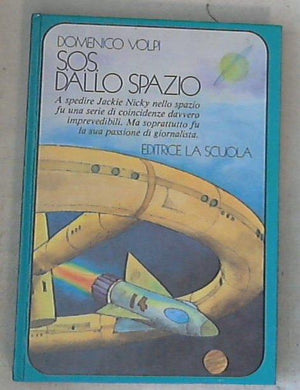 DOMENICO VOLPI
SOS
DALLO SPAZIO
A spedire Jackie Nicky nello spazio
fu una serie di coincidenze davvero
imprevedibili. Ma soprattutto fu
la sua passione di giornalista.
EDITRICE LA SCUOLA